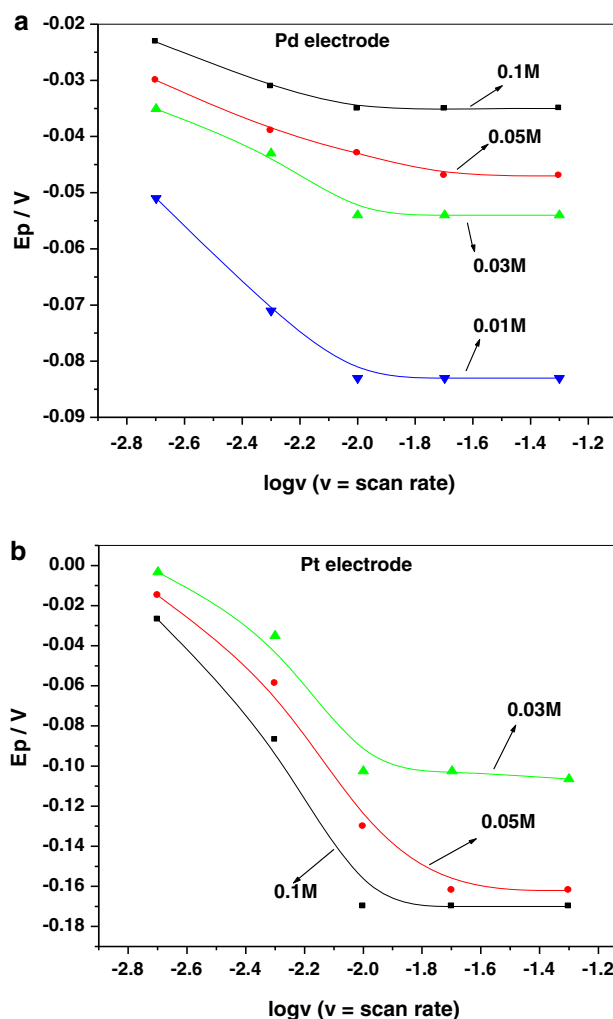 a
-0.02
Pd electrode
-0.03
0.1M
-0.04
0.05M
-0.05
-0.06
0.03M
-0.07
0.01M
-0.08
-0.09
Ep / V
-2.8 -2.6 -2.4 -2.2 -2.0 -1.8 -1.6 -1.4 -1.2
logv (v = scan rate)
b
Pt electrode
0.00
-0.02
-0.04
-0.06
0.03M
-0.08
-0.10
-0.12
0.05M
-0.14
-0.16
0.1M
-0.18
Ep / V
-2.8 -2.6 -2.4 -2.2 -2.0 -1.8 -1.6 -1.4 -1.2
logv (v = scan rate)